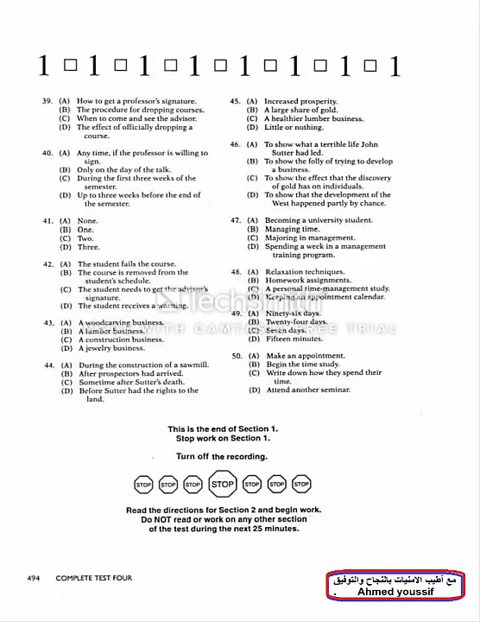 1 □ 1 □ 1 □ 1 □ 1 □ 1 □ 1 □ 1
39. (A) How to get a professor's signature.
(B) The procedure for dropping courses.
(C) When to come and see the advisor.
(D) The effect of officially dropping a
course.
40. (A) Any time, if the professor is willing to
sign.
(B) Only on the day of the talk.
(C) During the first three weeks of the
semester.
(D) Up to three weeks before the end of
the semester.
41. (A) None.
(B) One.
(C) Two.
(D) Three.
42. (A) The student fails the course.
(B) The course is removed from the
student's schedule.
(C) The student needs to get the advisor's
signature.
(D) The student receives a warning.
43. (A) A woodcarving business.
(B) A lumber business.
(C) A construction business.
(D) A jewelry business.
44. (A) During the construction of a sawmill.
(B) After prospectors had arrived.
(C) Sometime after Sutter's death.
(D) Before Sutter had the rights to the
land.
45. (A) Increased prosperity.
(B) A large share of gold.
(C) A healthier lumber business.
(D) Little or nothing.
46. (A) To show what a terrible life John
Sutter had led.
(B) To show the folly of trying to develop
a business.
(C) To show the effect that the discovery
of gold has on individuals.
(D) To show that the development of the
West happened partly by chance.
47. (A) Becoming a university student.
(B) Managing time.
(C) Majoring in management.
(D) Spending a week in a management
training program.
48. (A) Relaxation techniques.
(B) Homework assignments.
(C) A personal time-management study.
(D) Keeping an appointment calendar.
49. (A) Ninety-six days.
(B) Twenty-four days.
(C) Seven days.
(D) Fifteen minutes.
50. (A) Make an appointment.
(B) Begin the time study.
(C) Write down how they spend their
time.
(D) Attend another seminar.
TechSmith
MADE WITH CAMTASIA FREE TRIAL
This is the end of Section 1.
Stop work on Section 1.
Turn off the recording.
STOP STOP STOP STOP STOP STOP STOP
Read the directions for Section 2 and begin work.
Do NOT read or work on any other section
of the test during the next 25 minutes.
494 COMPLETE TEST FOUR
مع أطيب الامنيات بالنجاح والتوفيق
. Ahmed youssif